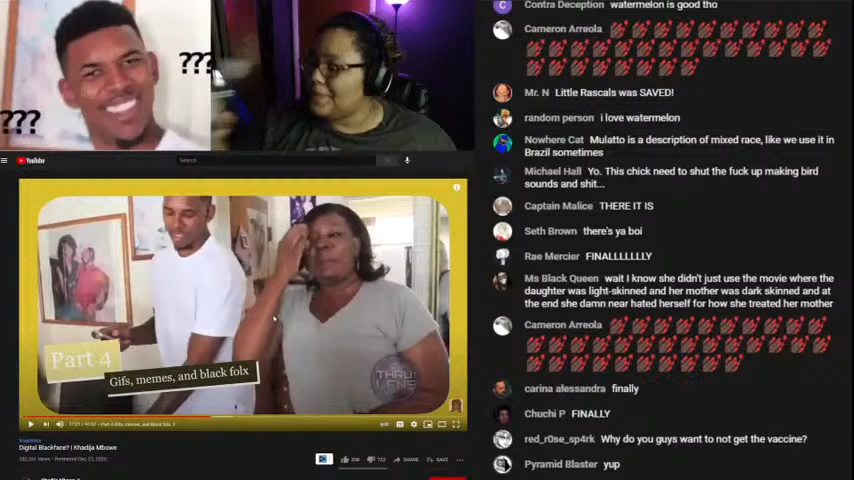 ???
???
YouTube
Search
Part 4
Gifs, memes, and black folx
THRU
LENZ
Digital Blackface? | Khadija Mbowe
SHARE
SAVE
Contra Deception watermelon is good tho
Cameron Arreola
Mr. N Little Rascals was SAVED!
random person i love watermelon
Nowhere Cat Mulatto is a description of mixed race, like we use it in
Brazil sometimes
Michael Hall Yo. This chick need to shut the fuck up making bird
sounds and shit...
Captain Malice THERE IT IS
Seth Brown there's ya boi
Rae Mercier FINALLLLLLY
Ms Black Queen wait I know she didn't just use the movie where the
daughter was light-skinned and her mother was dark skinned and at
the end she damn near hated herself for how she treated her mother
Cameron Arreola
carina alessandra finally
Chuchi P FINALLY
red_r0se_sp4rk Why do you guys want to not get the vaccine?
Pyramid Blaster yup